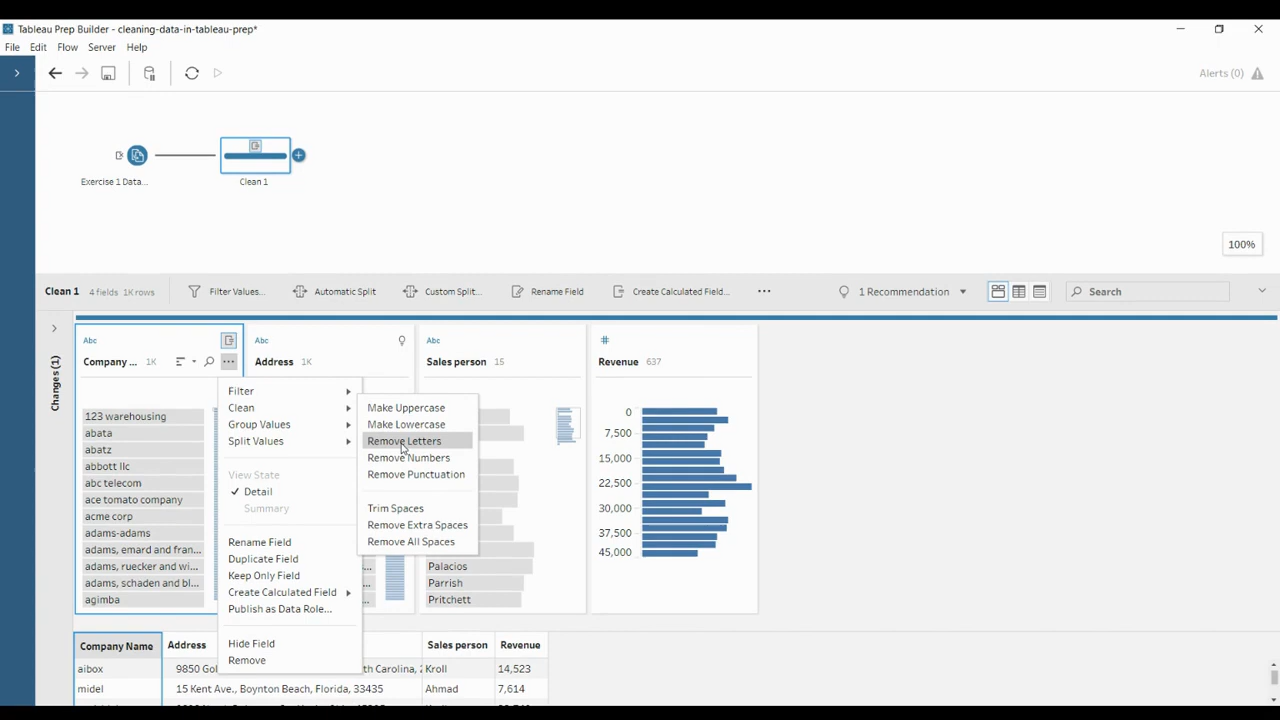 Tableau Prep Builder - cleaning-data-in-tableau-prep*
File Edit Flow Server Help
Alerts (0)
Exercise 1 Data...
Clean 1
100%
Clean 1 4 fields 1K rows Filter Values... Automatic Split Custom Split... Rename Field Create Calculated Field... ... 1 Recommendation Search
Changes (1)
Abc
Company ... 1K
123 warehousing
abata
abatz
abbott llc
abc telecom
ace tomato company
acme corp
adams-adams
adams, emard and fran...
adams, ruecker and wi...
adams, schaden and bl...
agimba
Abc
Address 1K
Abc
Sales person 15
Palacios
Parrish
Pritchett
#
Revenue 637
0
7,500
15,000
22,500
30,000
37,500
45,000
Filter
Clean
Group Values
Split Values
View State
✓ Detail
Summary
Rename Field
Duplicate Field
Keep Only Field
Create Calculated Field
Publish as Data Role...
Hide Field
Remove
Make Uppercase
Make Lowercase
Remove Letters
Remove Numbers
Remove Punctuation
Trim Spaces
Remove Extra Spaces
Remove All Spaces
Company Name Address Sales person Revenue
aibox 9850 Gol th Carolina, 2 Kroll 14,523
midel 15 Kent Ave., Boynton Beach, Florida, 33435 Ahmad 7,614